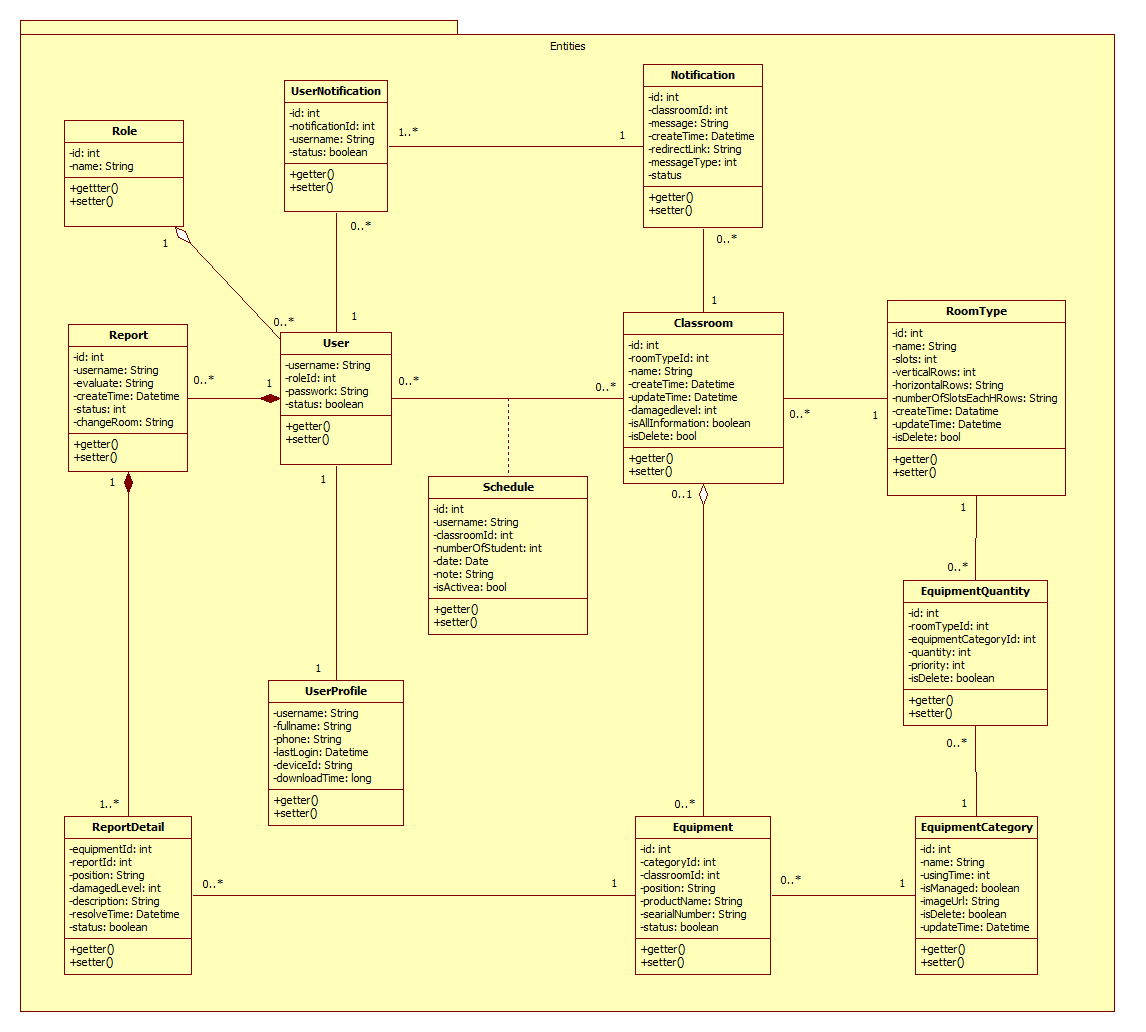 Entities
UserNotification
-id: int
-notificationId: int
-username: String
-status: boolean
+getter()
+setter()
Notification
-id: int
-classroomId: int
-message: String
-createTime: Datetime
-redirectLink: String
-messageType: int
-status
+getter()
+setter()
Role
-id: int
-name: String
+gettter()
+setter()
1..*
1
0..*
1
0..*
1
1
0..*
Report
-id: int
-username: String
-evaluate: String
-createTime: Datetime
-status: int
-changeRoom: String
+getter()
+setter()
0..*
1
User
-username: String
-roleId: int
-passwork: String
-status: boolean
+getter()
+setter()
0..*
0..*
Classroom
-id: int
-roomTypeId: int
-name: String
-createTime: Datetime
-updateTime: Datetime
-damagedlevel: int
-isAllInformation: boolean
-isDelete: bool
+getter()
+setter()
0..*
1
RoomType
-id: int
-name: String
-slots: int
-verticalRows: int
-horizontalRows: String
-numberOfSlotsEachHRows: String
-createTime: Datatime
-updateTime: Datetime
-isDelete: bool
+getter()
+setter()
1
1
0..1
1
Schedule
-id: int
-username: String
-classroomId: int
-numberOfStudent: int
-date: Date
-note: String
-isActivea: bool
+getter()
+setter()
0..*
EquipmentQuantity
-id: int
-roomTypeId: int
-equipmentCategoryId: int
-quantity: int
-priority: int
-isDelete: boolean
+getter()
+setter()
1
UserProfile
-username: String
-fullname: String
-phone: String
-lastLogin: Datetime
-deviceId: String
-downloadTime: long
+getter()
+setter()
0..*
1..*
0..*
1
ReportDetail
-equipmentId: int
-reportId: int
-position: String
-damagedLevel: int
-description: String
-resolveTime: Datetime
-status: boolean
+getter()
+setter()
0..*
1
Equipment
-id: int
-categoryId: int
-classroomId: int
-position: String
-productName: String
-searialNumber: String
-status: boolean
+getter()
+setter()
0..*
1
EquipmentCategory
-id: int
-name: String
-usingTime: int
-isManaged: boolean
-imageUrl: String
-isDelete: boolean
-updateTime: Datetime
+getter()
+setter()